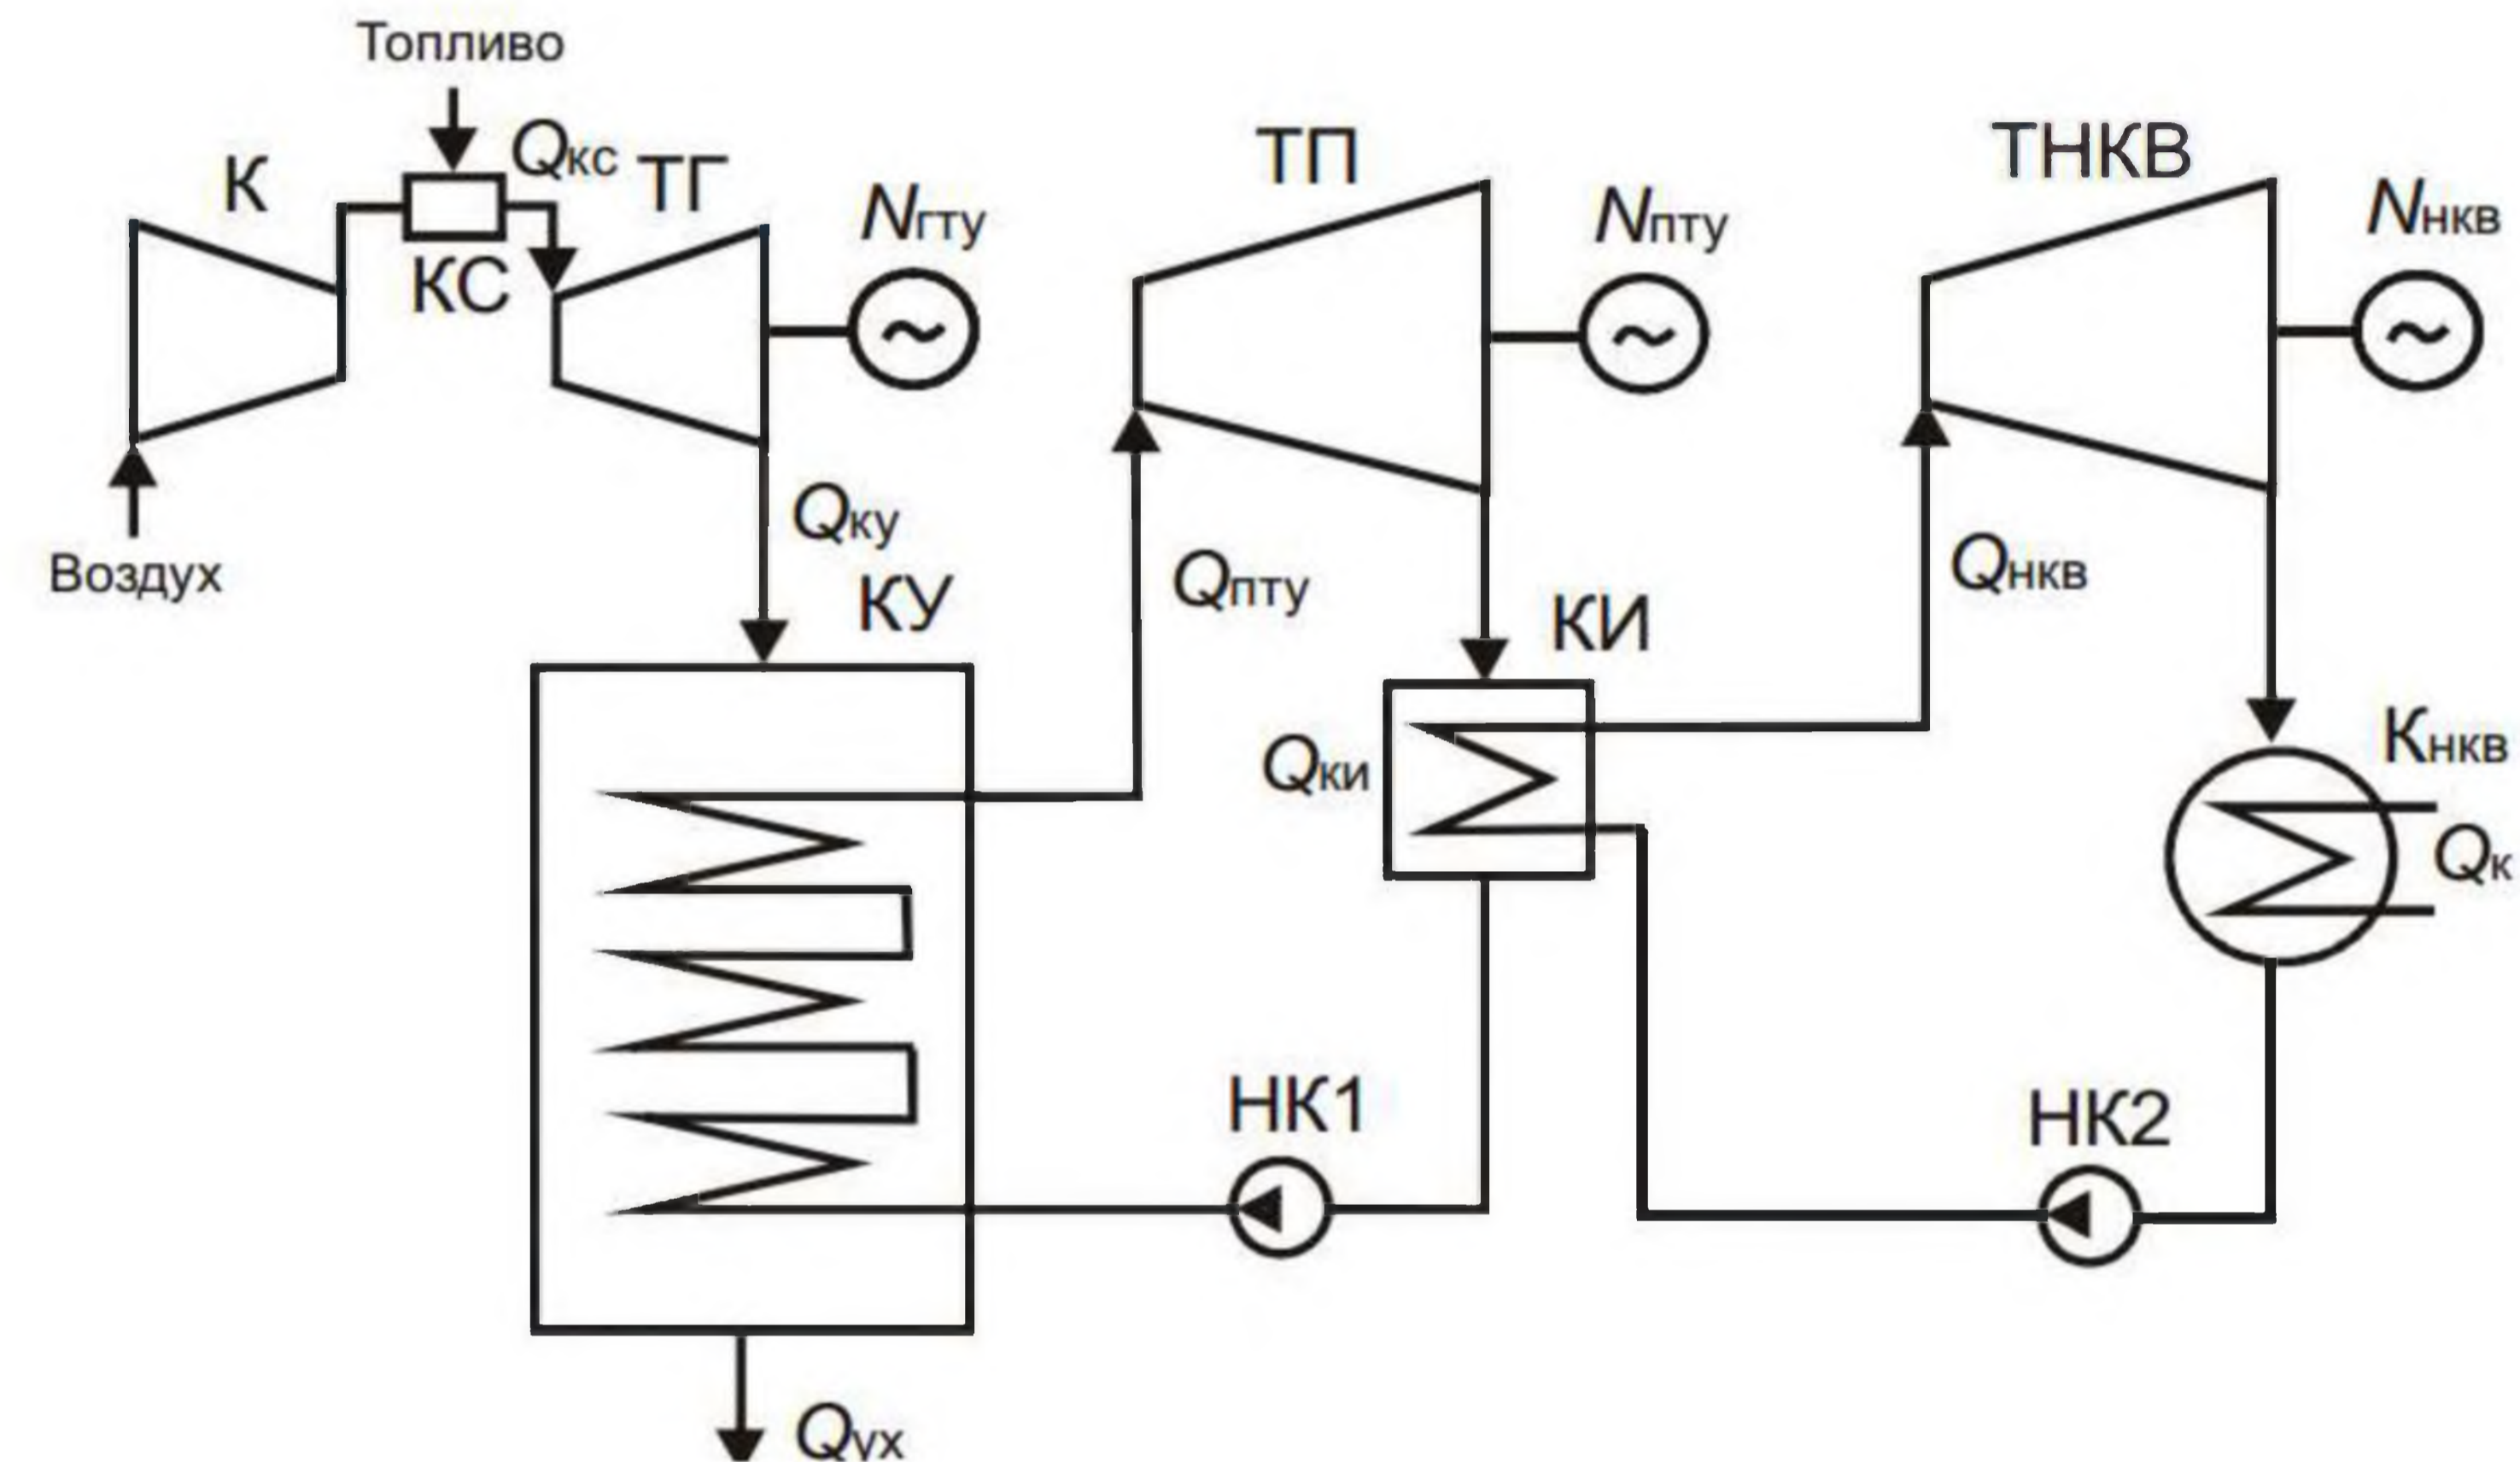 Топливо
Qкс
К
ТГ
КС
Nгту
ТП
Nпту
ТНКВ
Nнкв
Воздух
Qку
КУ
Qпту
КИ
Qки
Qнкв
Кнкв
Qк
НК1
НК2
Qух